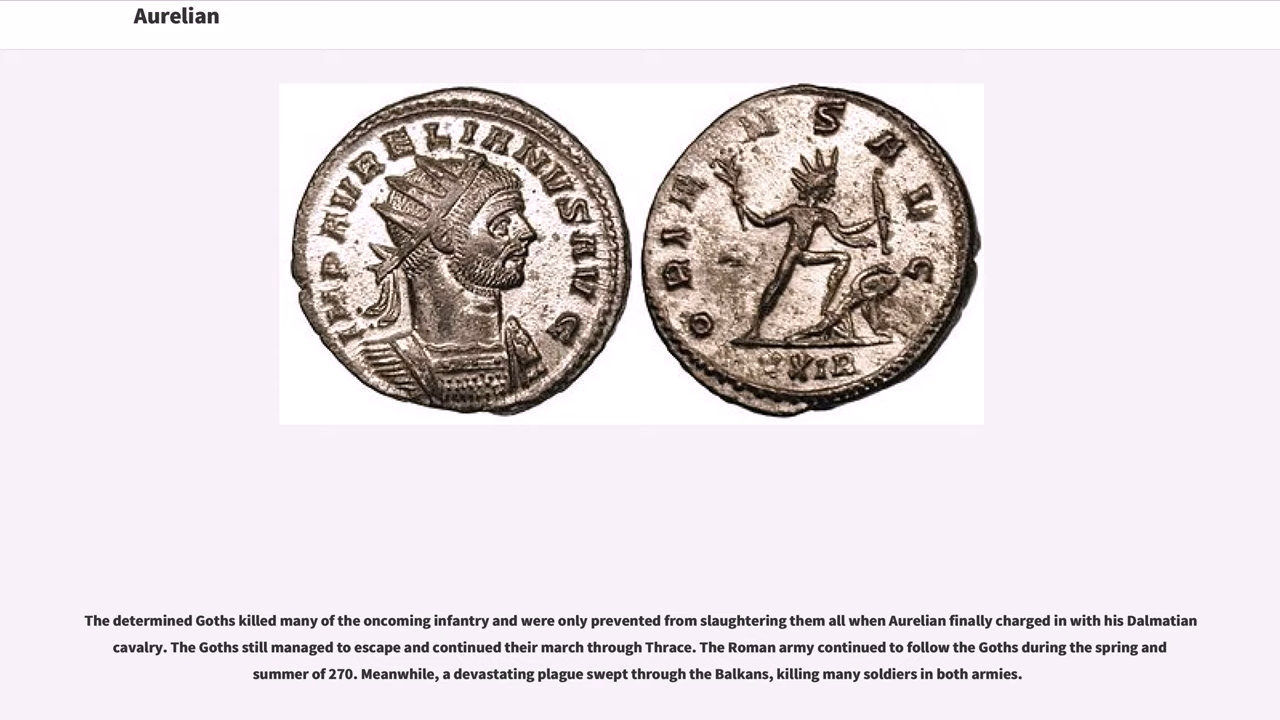 Aurelian
IMP AVRELIANVS AVG
ORIENS AVG
XXIR
The determined Goths killed many of the oncoming infantry and were only prevented from slaughtering them all when Aurelian finally charged in with his Dalmatian
cavalry. The Goths still managed to escape and continued their march through Thrace. The Roman army continued to follow the Goths during the spring and
summer of 270. Meanwhile, a devastating plague swept through the Balkans, killing many soldiers in both armies.